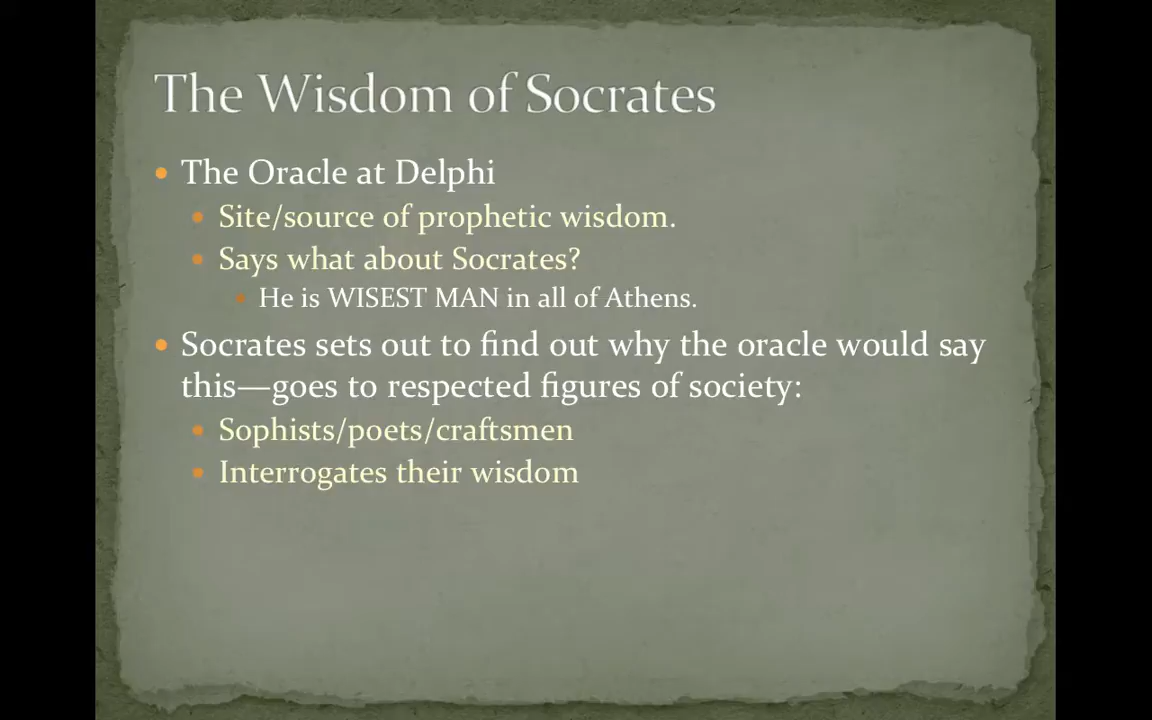 The Wisdom of Socrates
• The Oracle at Delphi
• Site/source of prophetic wisdom.
• Says what about Socrates?
• He is WISEST MAN in all of Athens.
• Socrates sets out to find out why the oracle would say
this—goes to respected figures of society:
• Sophists/poets/craftsmen
• Interrogates their wisdom